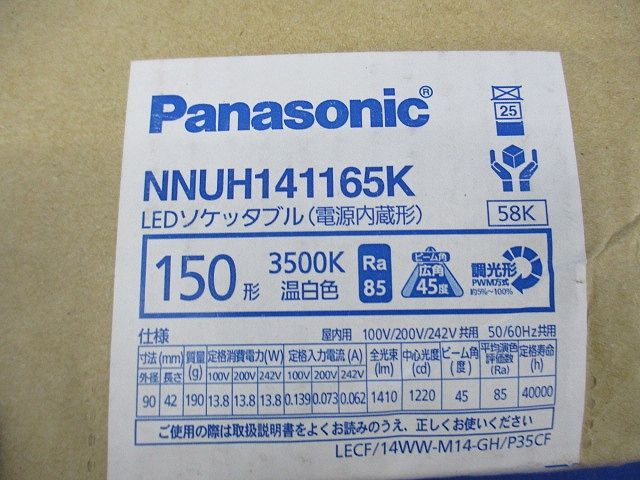 Panasonic®
25
NNUH141165K
LEDソケッタブル(電源内蔵形)
58K
150形
3500K
温白色
Ra
85
ビーム角
広角
45度
調光形
PWM方式
約5%~100%
仕様
屋内用 100V/200V/242V共用 50/60Hz共用
寸法(mm) 質量(g) 定格消費電力(W) 定格入力電流(A) 全光束(lm) 中心光度(cd) ビーム角(度) 平均演色評価数(Ra) 定格寿命(h)
外径 長さ 100V 200V 242V 100V 200V 242V
90 42 190 13.8 13.8 13.8 0.139 0.073 0.062 1410 1220 45 85 40000
ご使用の際は取扱説明書をよくお読みのうえ、正しくお使いください
LECF/14WW-M14-GH/P35CF